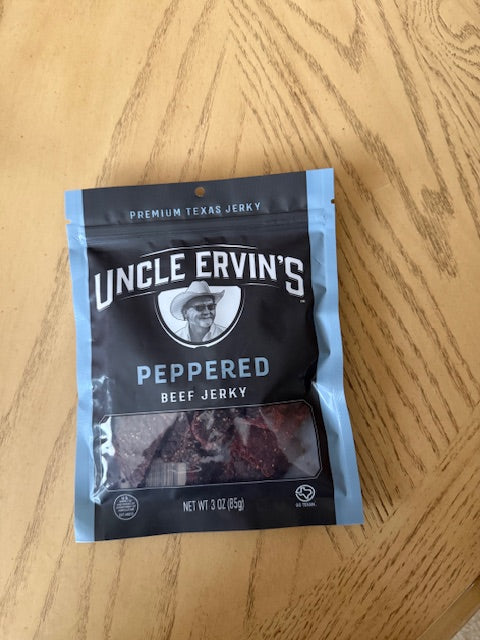 PREMIUM TEXAS JERKY
UNCLE ERVIN'S
PEPPERED
BEEF JERKY
NET WT 3 OZ (85g)
GO TEXAN.